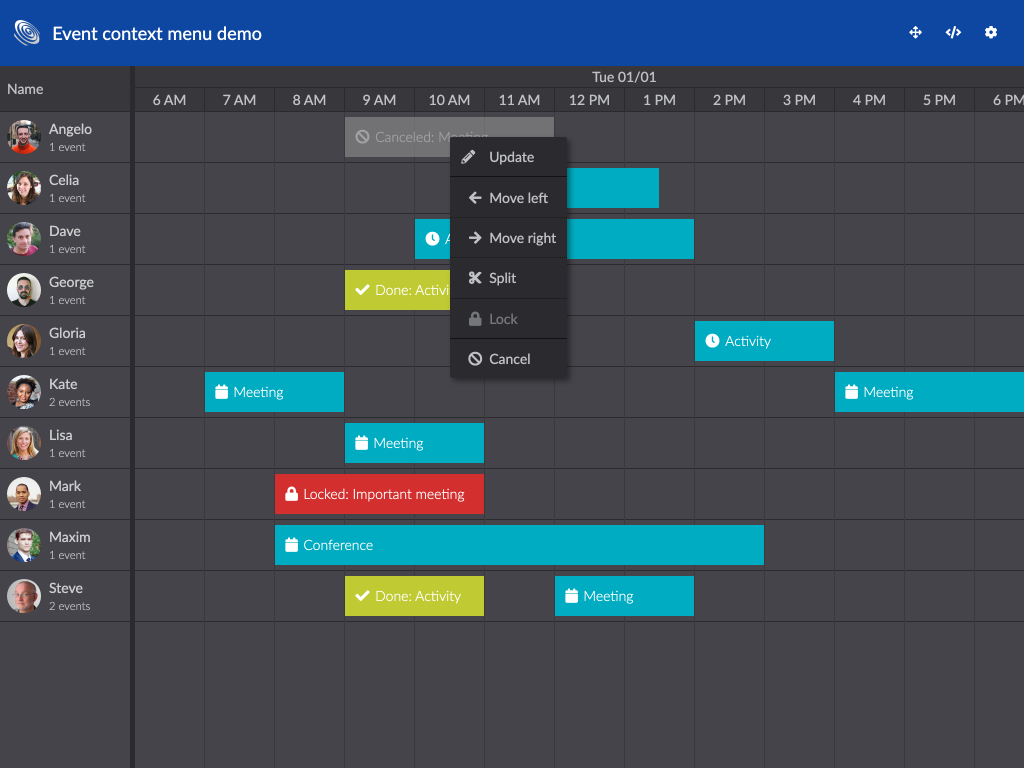 Event context menu demo
Name
Tue 01/01
6 AM 7 AM 8 AM 9 AM 10 AM 11 AM 12 PM 1 PM 2 PM 3 PM 4 PM 5 PM 6 PM
Angelo
1 event
Canceled: Meeting
Update
Celia
1 event
Move left
Dave
1 event
Move right
George
2 events
Done: Activi
Split
Gloria
1 event
Lock
Activity
Cancel
Kate
2 events
Meeting
Meeting
Lisa
1 event
Meeting
Mark
1 event
Locked: Important meeting
Maxim
1 event
Conference
Steve
2 events
Done: Activity
Meeting